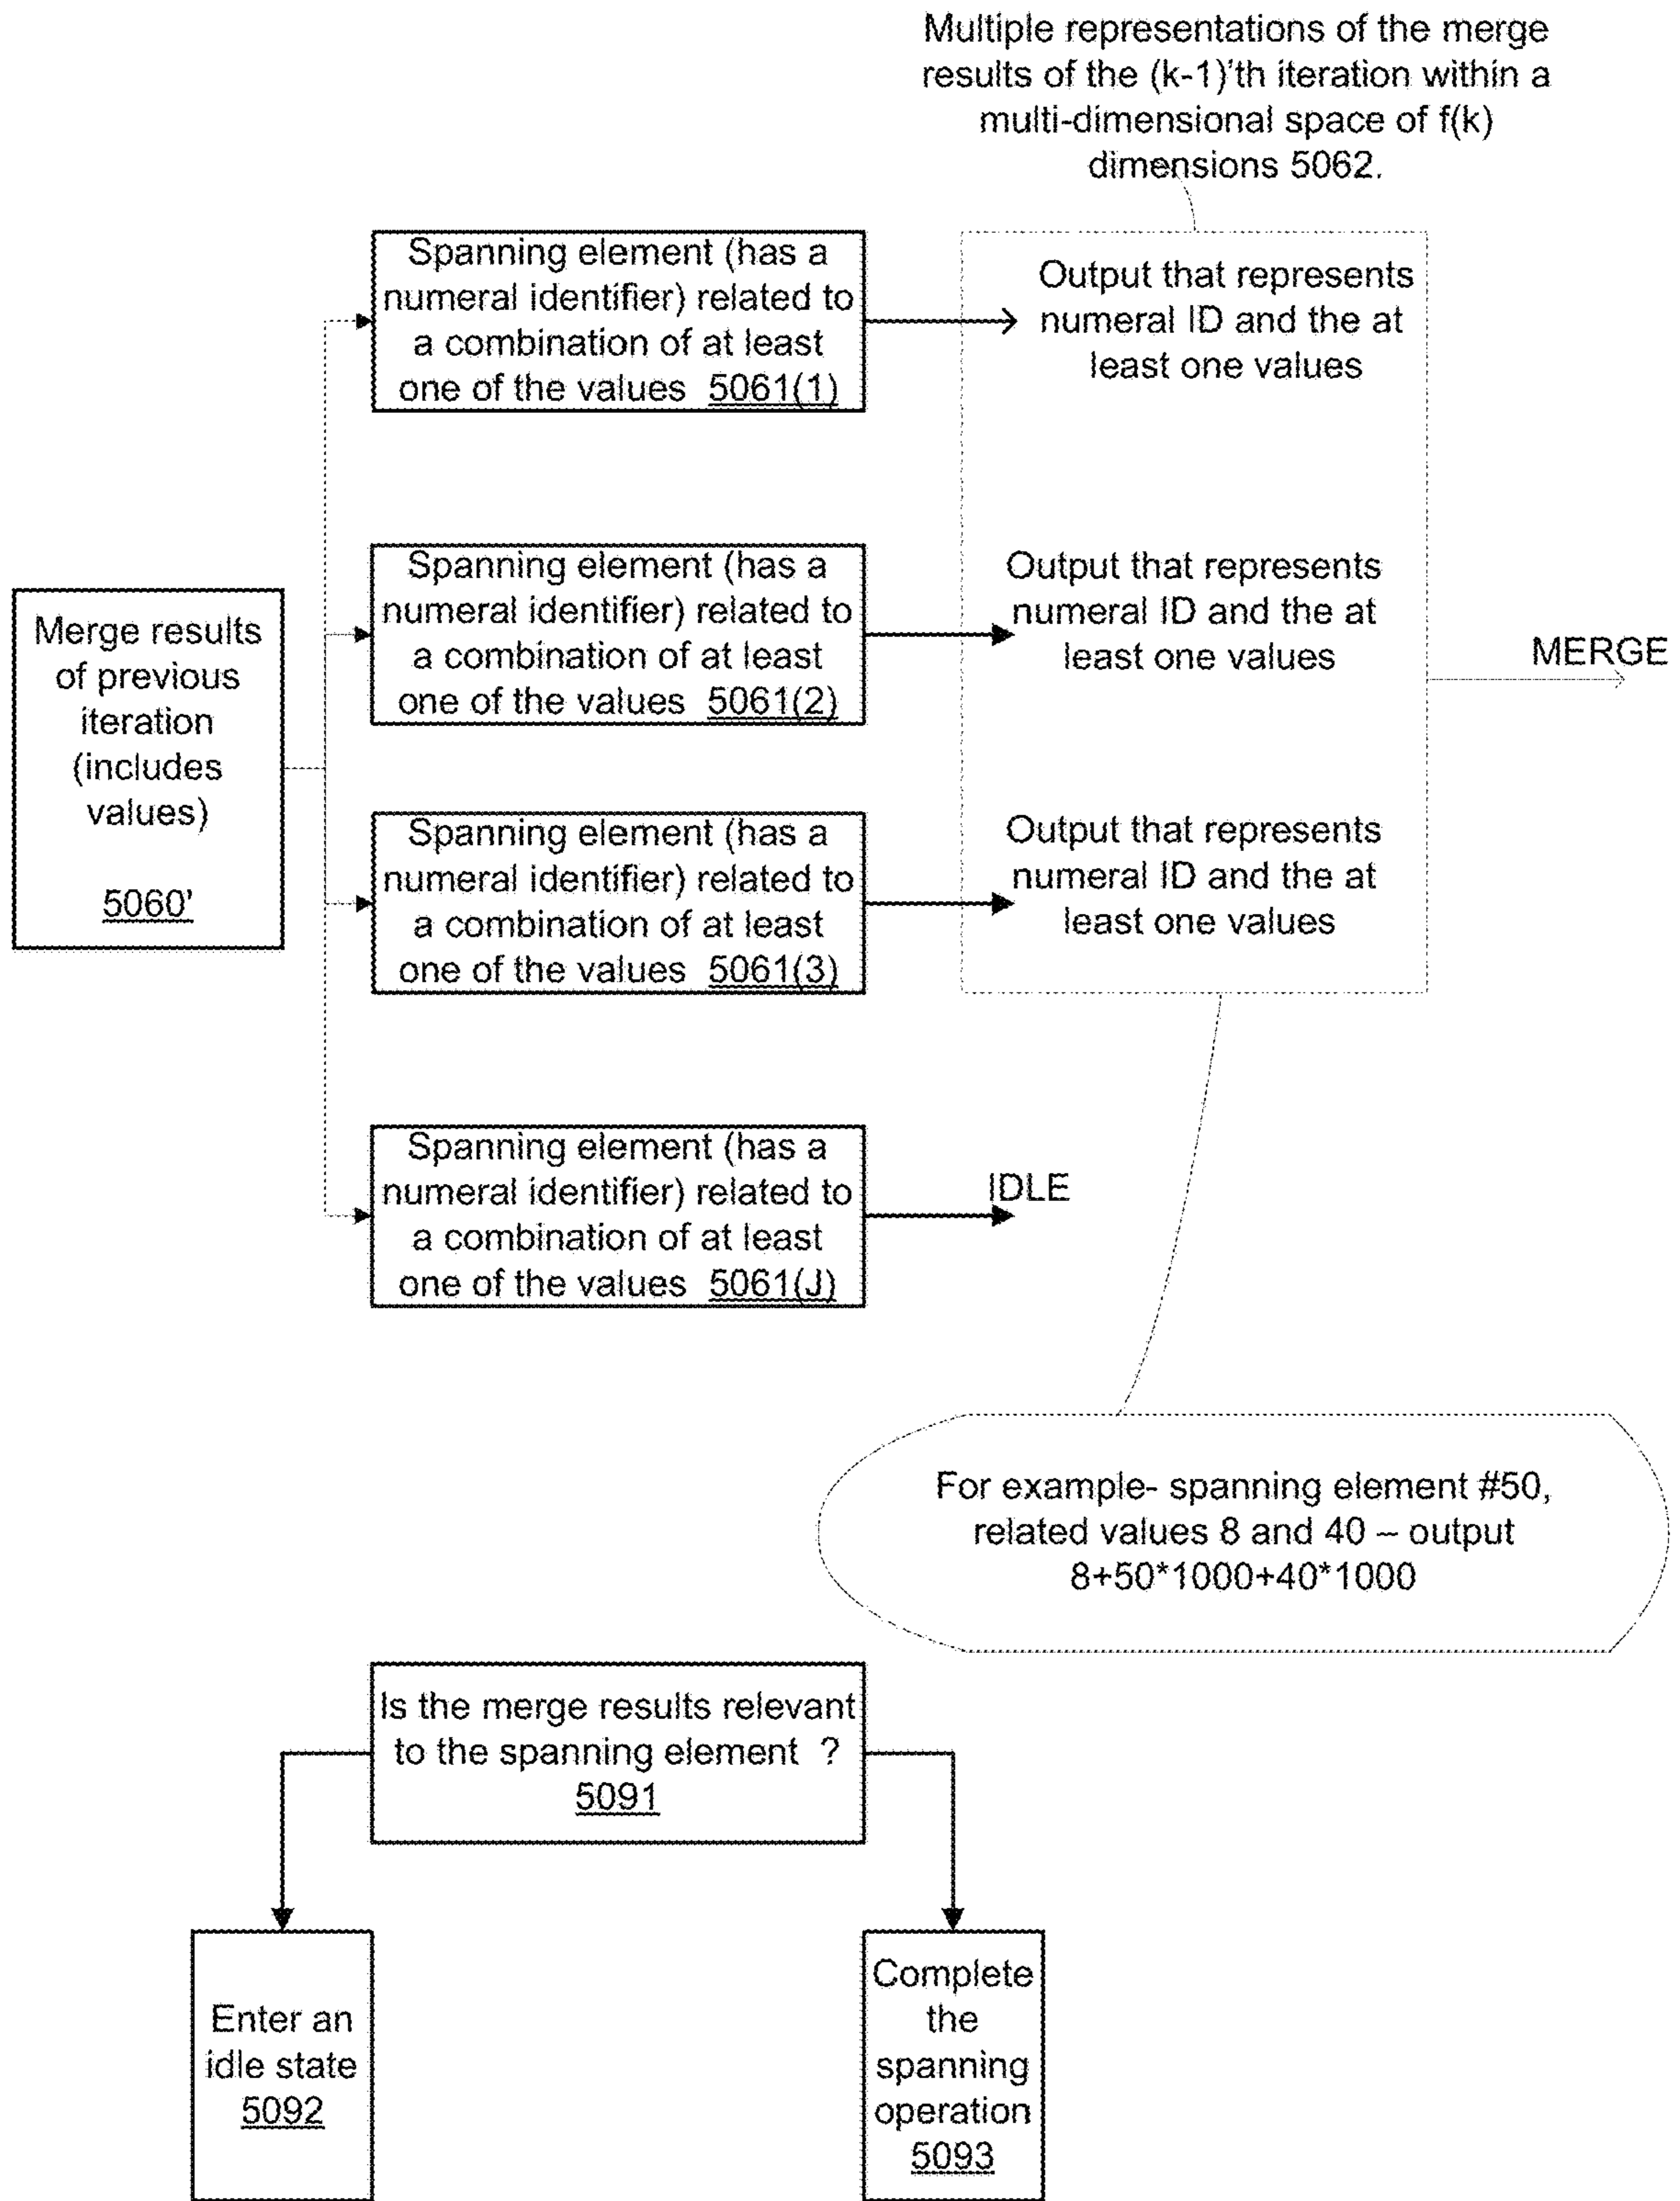 Multiple representations of the merge
results of the (k-1)'th iteration within a
multi-dimensional space of f(k)
dimensions 5062.
Spanning element (has a
numeral identifier) related to
a combination of at least
one of the values 5061(1)
Output that represents
numeral ID and the at
least one values
Spanning element (has a
numeral identifier) related to
a combination of at least
one of the values 5061(2)
Output that represents
numeral ID and the at
least one values
MERGE
Merge results
of previous
iteration
(includes
values)
5060'
Spanning element (has a
numeral identifier) related to
a combination of at least
one of the values 5061(3)
Output that represents
numeral ID and the at
least one values
Spanning element (has a
numeral identifier) related to
a combination of at least
one of the values 5061(J)
IDLE
For example- spanning element #50,
related values 8 and 40 – output
8+50*1000+40*1000
Is the merge results relevant
to the spanning element ?
5091
Enter an
idle state
5092
Complete
the
spanning
operation
5093